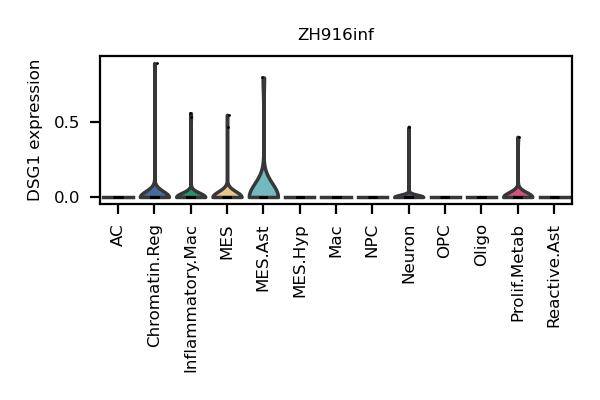 ZH916inf
DSG1 expression
0.5
0.0
AC
Chromatin.Reg
Inflammatory.Mac
MES
MES.Ast
MES.Hyp
Mac
NPC
Neuron
OPC
Oligo
Prolif.Metab
Reactive.Ast